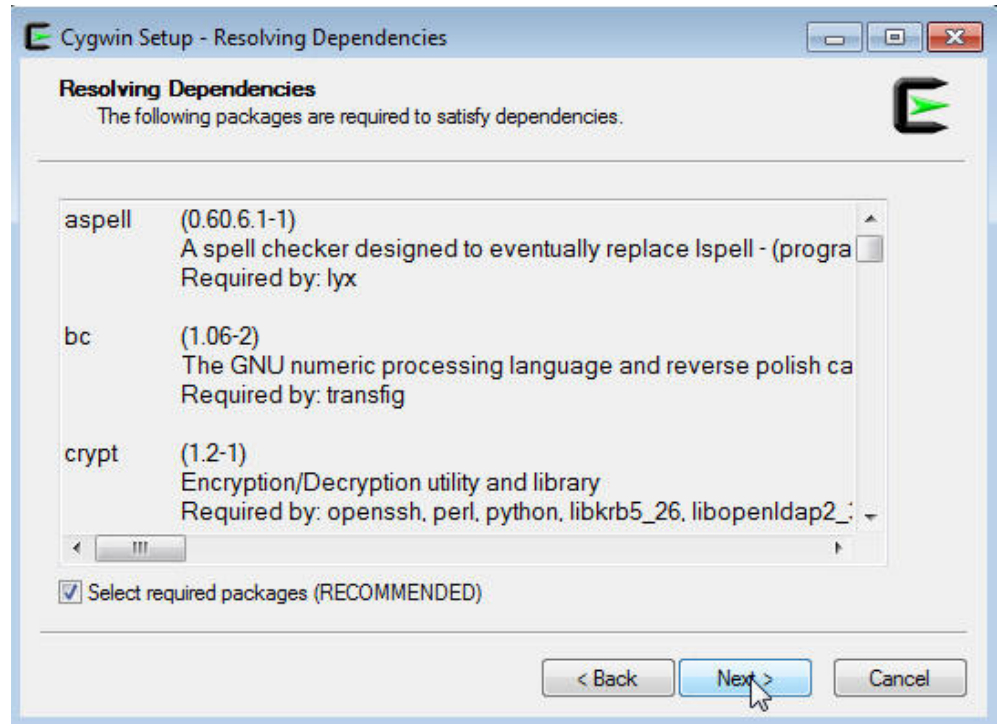 Cygwin Setup - Resolving Dependencies
Resolving Dependencies
The following packages are required to satisfy dependencies.
aspell (0.60.6.1-1)
A spell checker designed to eventually replace Ispell - (progra
Required by: lyx
bc (1.06-2)
The GNU numeric processing language and reverse polish ca
Required by: transfig
crypt (1.2-1)
Encryption/Decryption utility and library
Required by: openssh, perl, python, libkrb5_26, libopenldap2_
Select required packages (RECOMMENDED)
< Back
Next >
Cancel